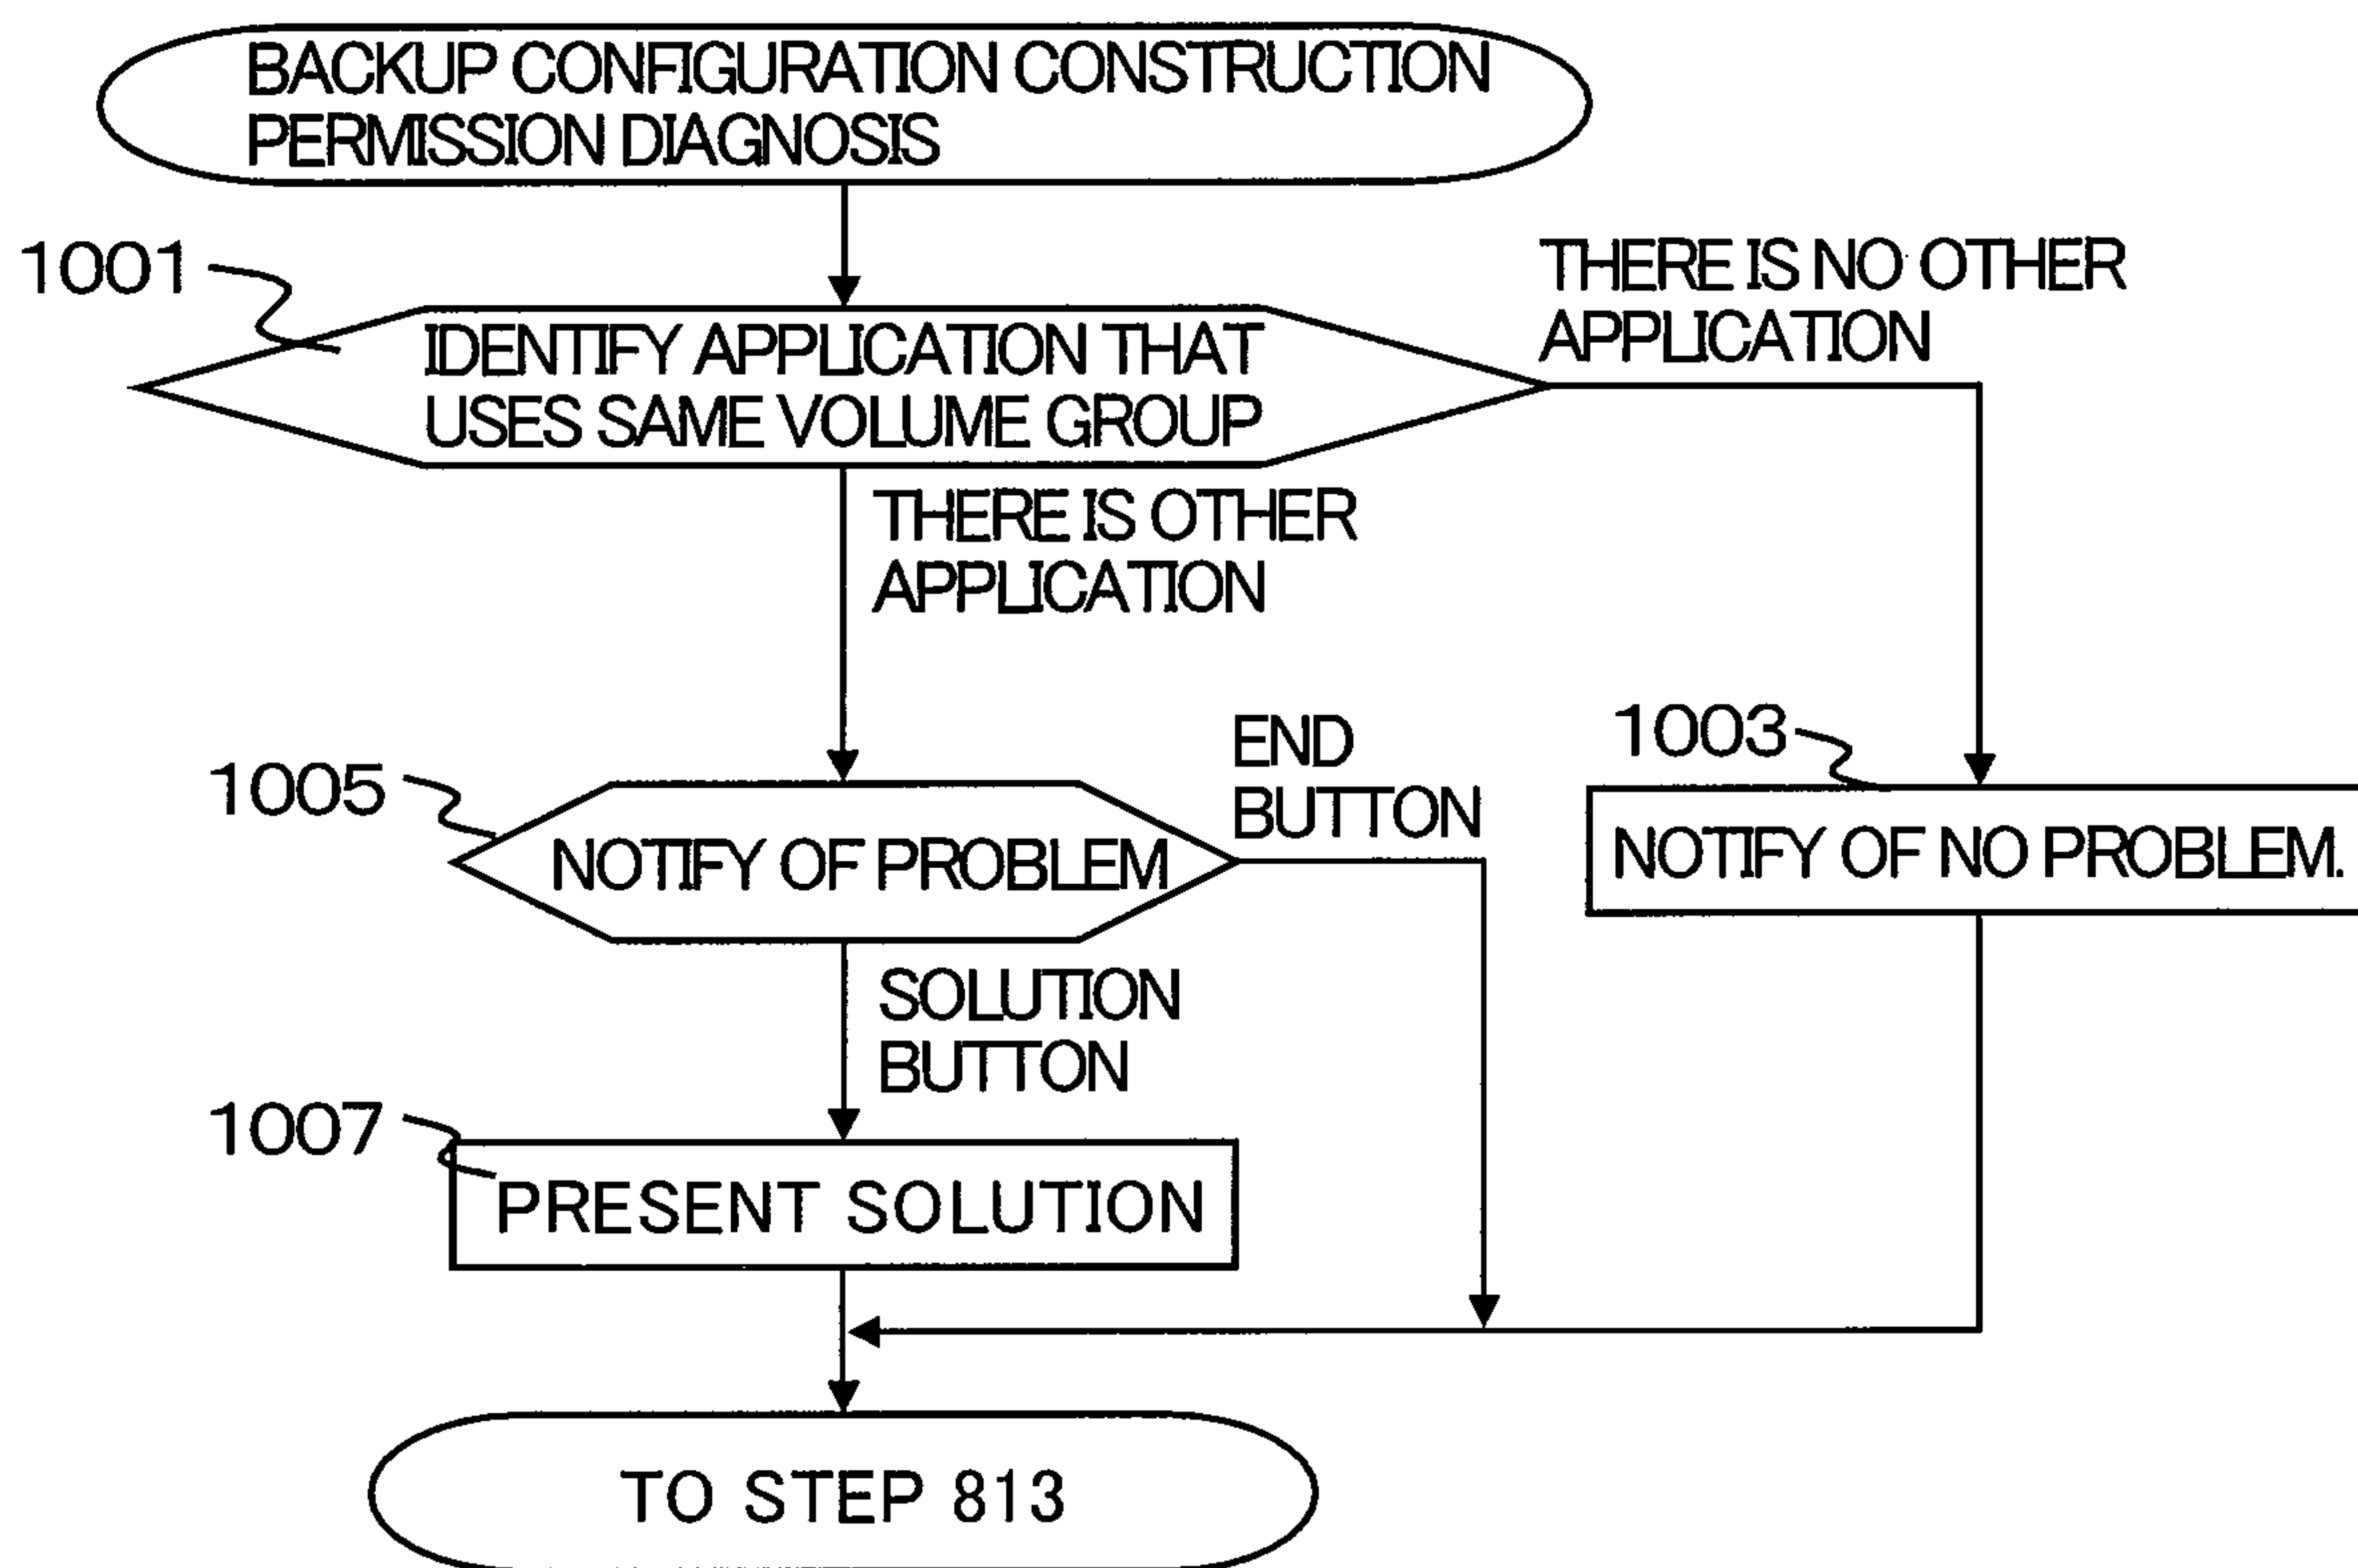 BACKUP CONFIGURATION CONSTRUCTION
PERMISSION DIAGNOSIS
1001
THERE IS NO OTHER
APPLICATION
IDENTIFY APPLICATION THAT
USES SAME VOLUME GROUP
THERE IS OTHER
APPLICATION
1005
END
BUTTON
1003
NOTIFY OF PROBLEM
NOTIFY OF NO PROBLEM.
SOLUTION
BUTTON
1007
PRESENT SOLUTION
TO STEP 813